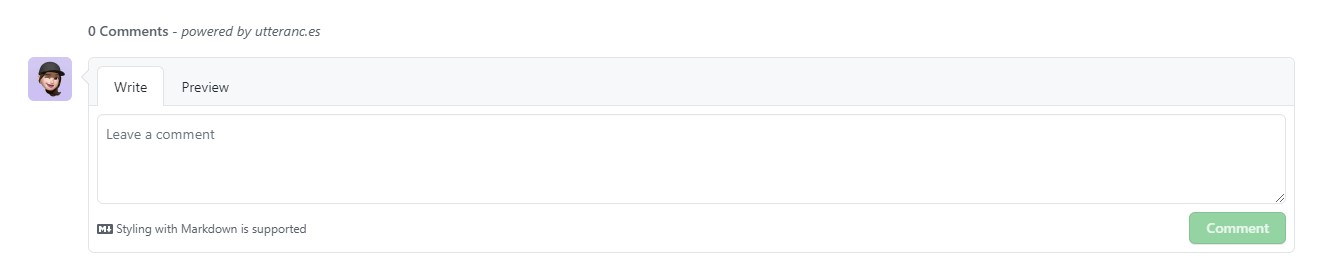 0 Comments - powered by utteranc.es
Write Preview
Leave a comment
Styling with Markdown is supported
Comment